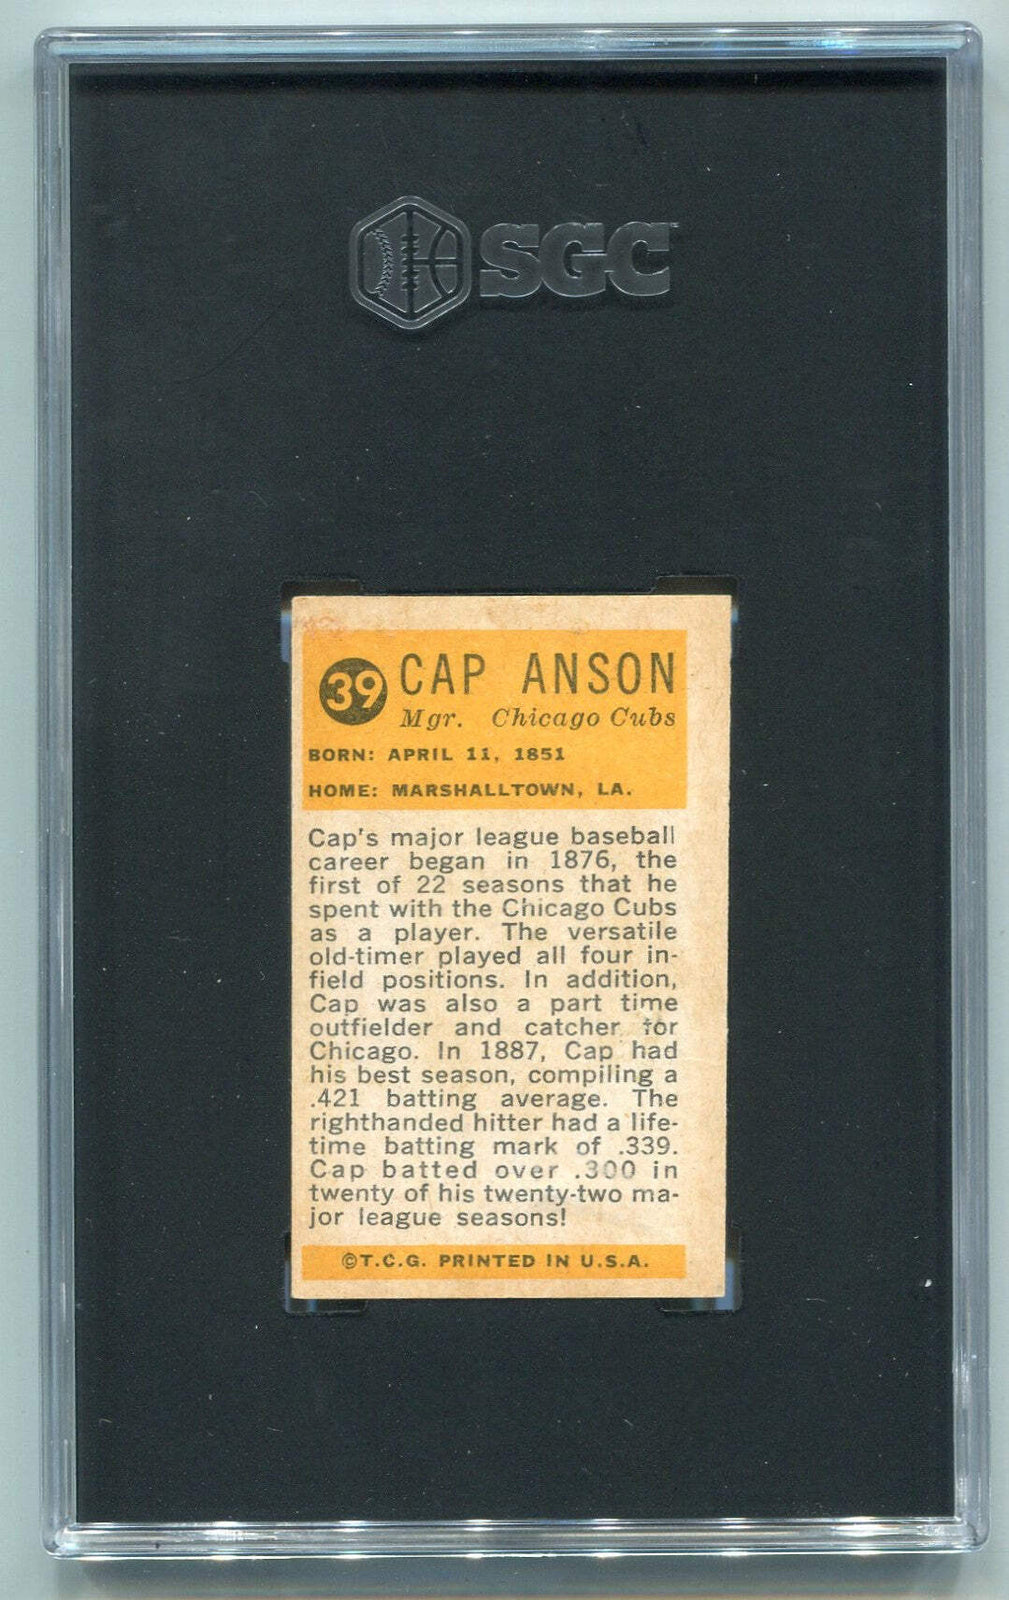 SGC
39
CAP ANSON
Mgr. Chicago Cubs
BORN: APRIL 11, 1851
HOME: MARSHALLTOWN, LA.
Cap's major league baseball
career began in 1876, the
first of 22 seasons that he
spent with the Chicago Cubs
as a player. The versatile
old-timer played all four in-
field positions. In addition,
Cap was also a part time
outfielder and catcher for
Chicago. In 1887, Cap had
his best season, compiling a
.421 batting average. The
righthanded hitter had a life-
time batting mark of .339.
Cap batted over .300 in
twenty of his twenty-two ma-
jor league seasons!
©T.C.G. PRINTED IN U.S.A.